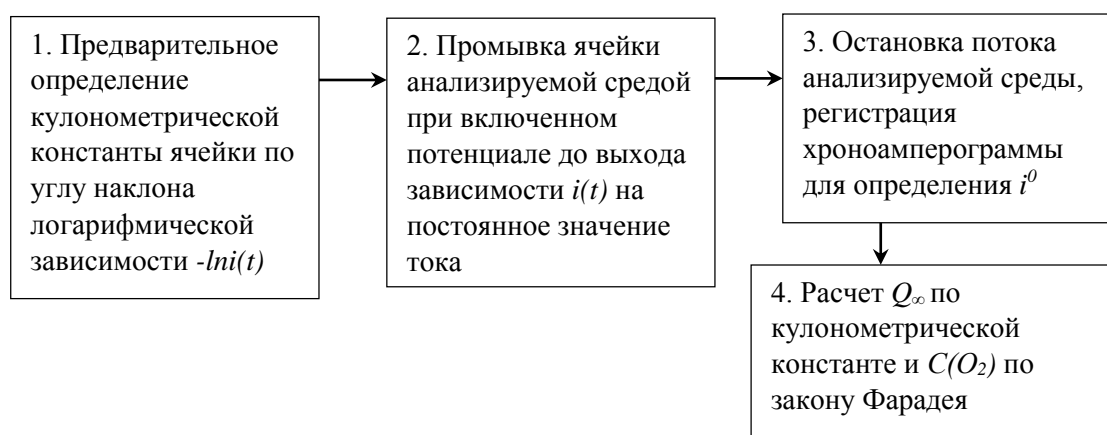 1. Предварительное
определение
кулонометрической
константы ячейки по
углу наклона
логарифмической
зависимости -lni(t)
2. Промывка ячейки
анализируемой средой
при включенном
потенциале до выхода
зависимости i(t) на
постоянное значение
тока
3. Остановка потока
анализируемой среды,
регистрация
хроноамперограммы
для определения i⁰
4. Расчет Q∞ по
кулонометрической
константе и C(O₂) по
закону Фарадея